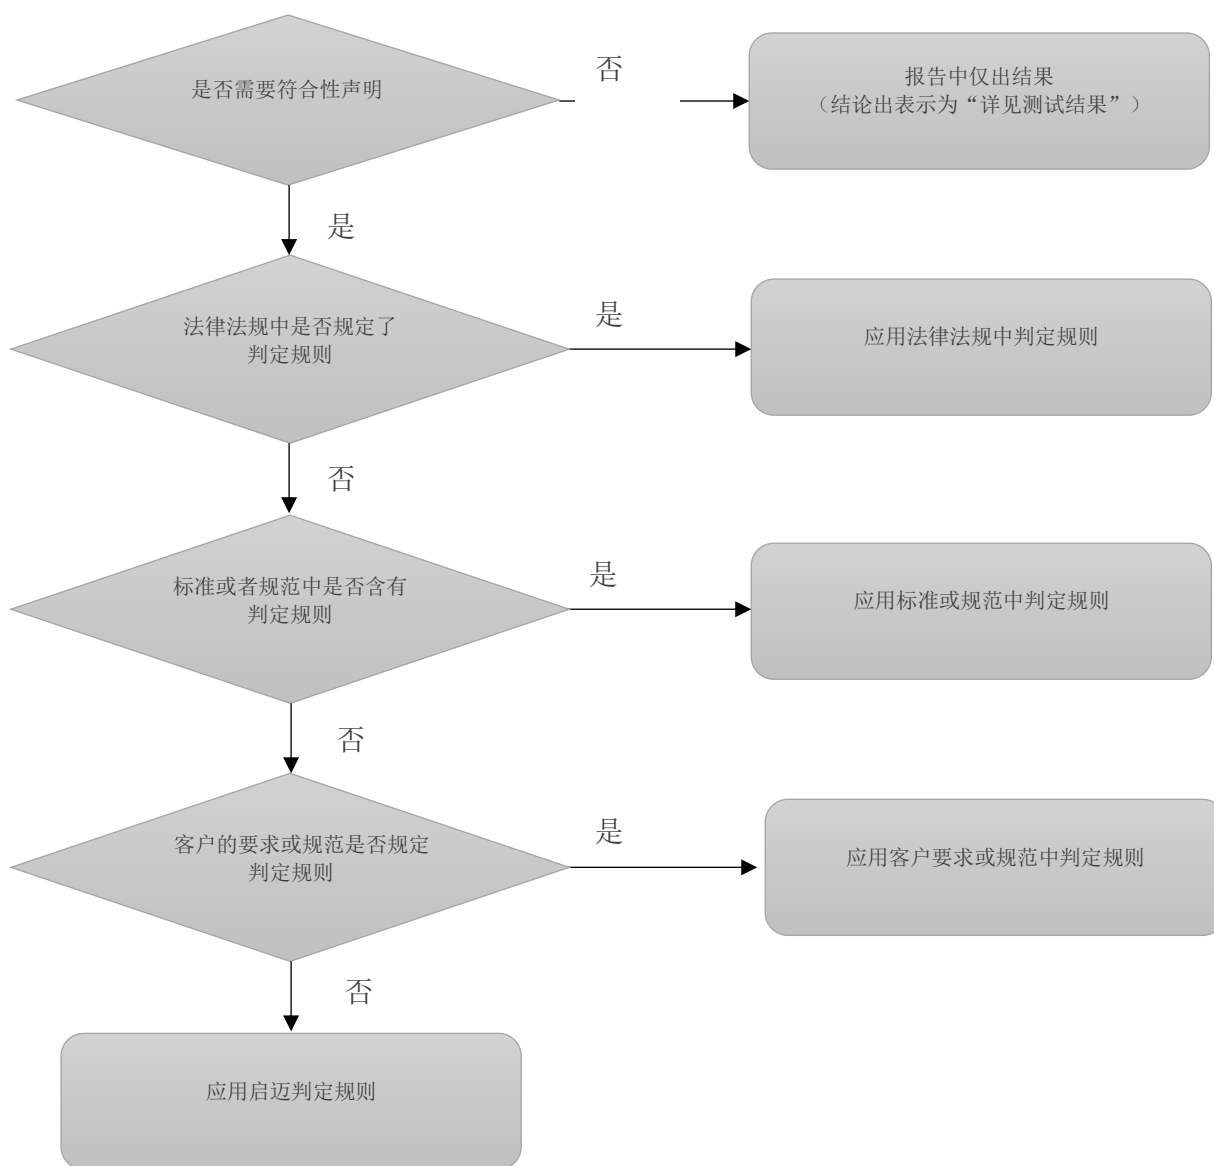 是否需要符合性声明
否
报告中仅出结果
（结论出表示为“详见测试结果”）
是
法律法规中是否规定了
判定规则
是
应用法律法规中判定规则
否
标准或者规范中是否含有
判定规则
是
应用标准或规范中判定规则
否
客户的要求或规范是否规定
判定规则
是
应用客户要求或规范中判定规则
否
应用启迈判定规则